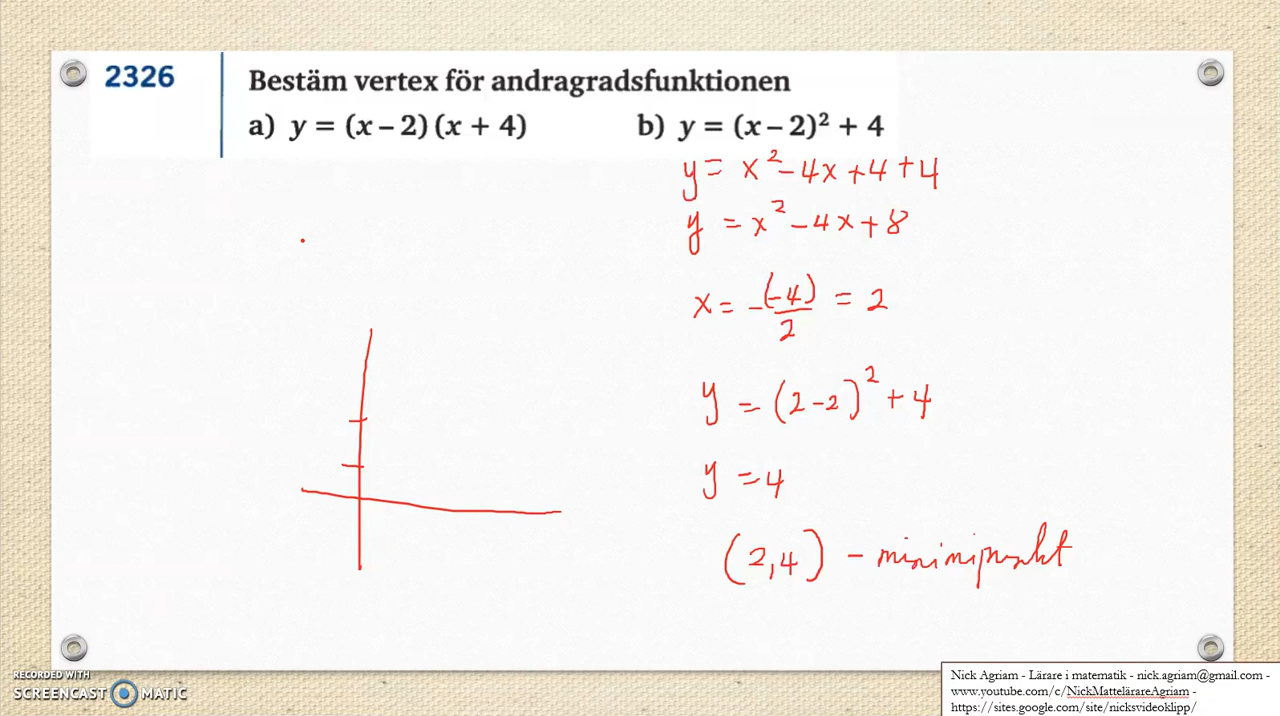 2326
Bestäm vertex för andragradsfunktionen
a) y = (x – 2) (x + 4)
b) y = (x – 2)² + 4
y = x² - 4x + 4 + 4
y = x² - 4x + 8
x = -(-4)/2 = 2
y = (2-2)² + 4
y = 4
(2,4) - minimipunkt
RECORDED WITH
SCREENCAST MATIC
Nick Agriam - Lärare i matematik - nick.agriam@gmail.com -
www.youtube.com/c/NickMattelärareAgriam -
https://sites.google.com/site/nicksvideoklipp/